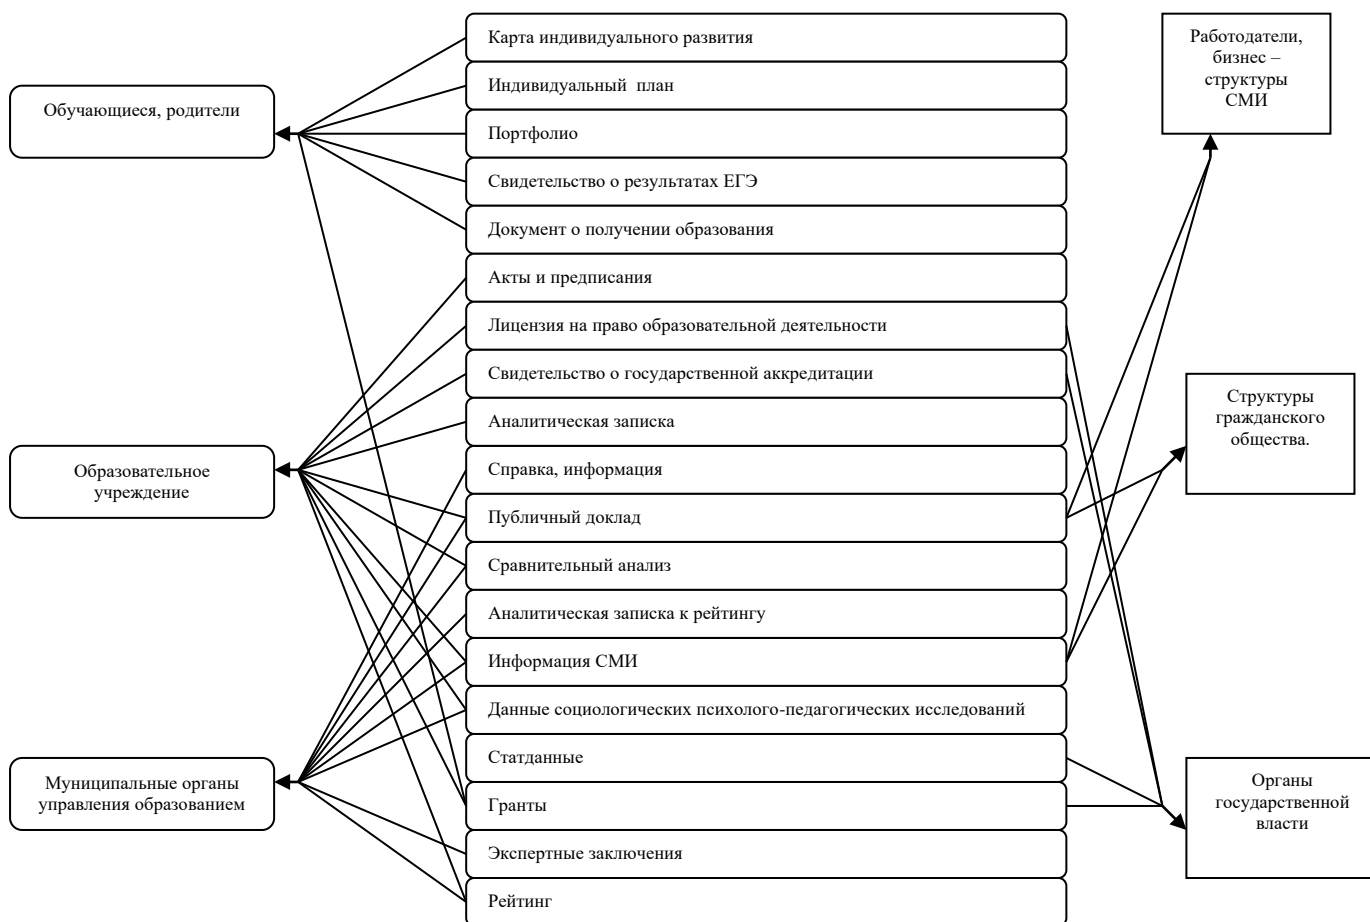 Обучающиеся, родители
Образовательное
учреждение
Муниципальные органы
управления образованием
Карта индивидуального развития
Индивидуальный план
Портфолио
Свидетельство о результатах ЕГЭ
Документ о получении образования
Акты и предписания
Лицензия на право образовательной деятельности
Свидетельство о государственной аккредитации
Аналитическая записка
Справка, информация
Публичный доклад
Сравнительный анализ
Аналитическая записка к рейтингу
Информация СМИ
Данные социологических психолого-педагогических исследований
Статданные
Гранты
Экспертные заключения
Рейтинг
Работодатели,
бизнес –
структуры
СМИ
Структуры
гражданского
общества.
Органы
государственной
власти